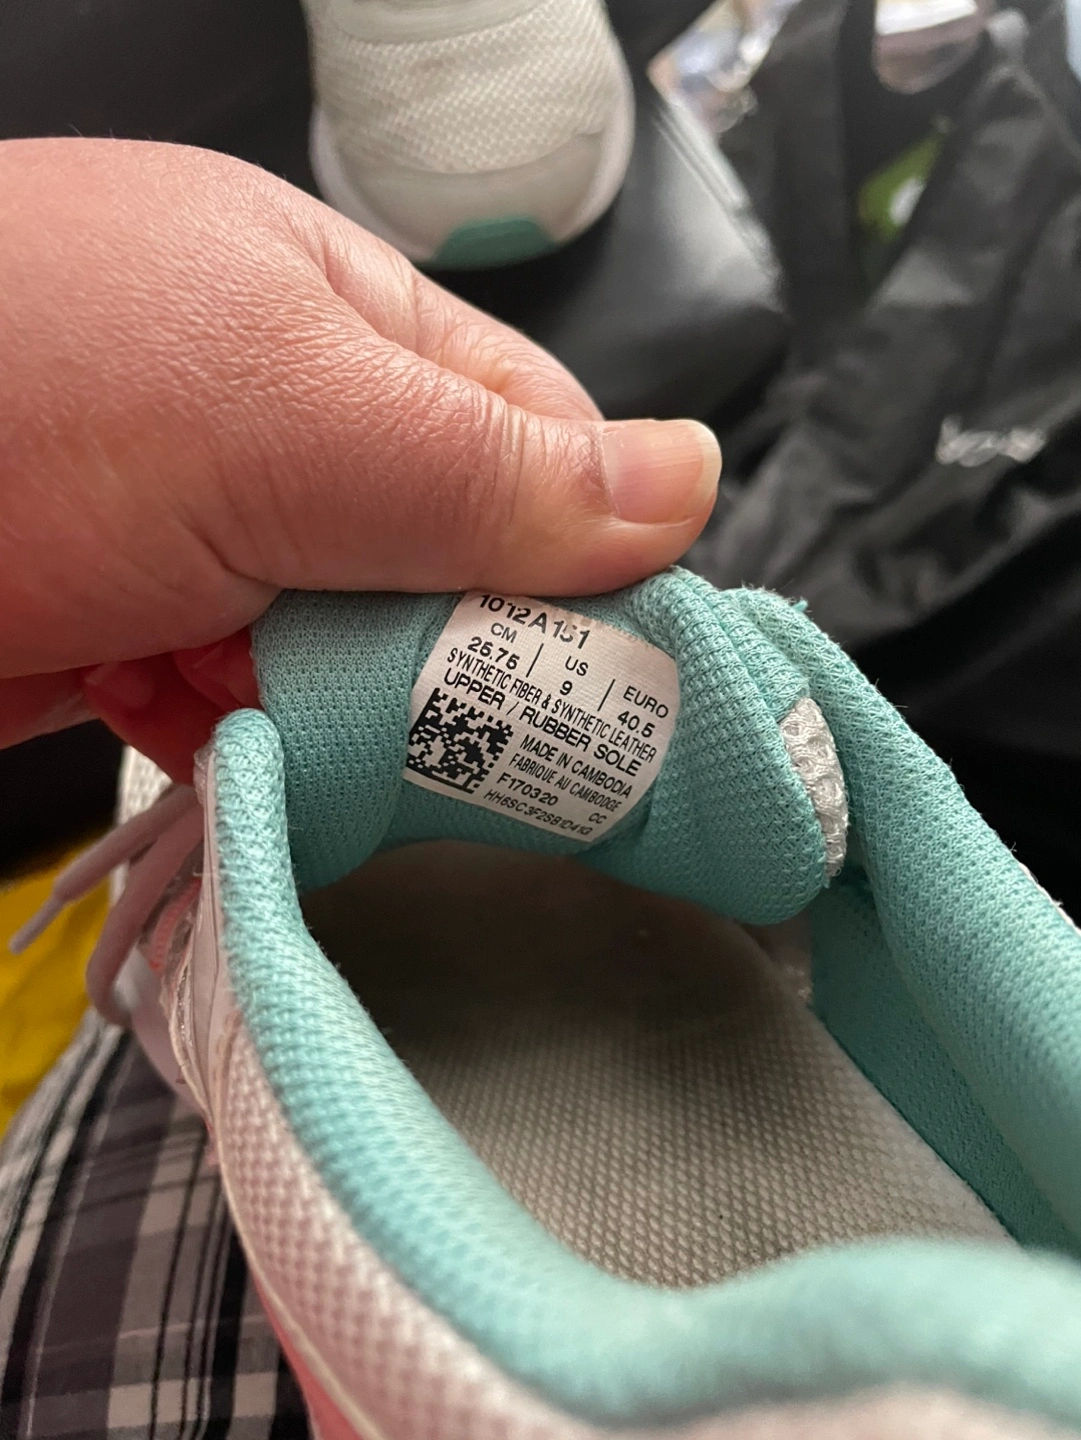 1012A151
CM | US | EURO
25.75 | 9 | 40.5
SYNTHETIC FIBER & SYNTHETIC LEATHER
UPPER / RUBBER SOLE
MADE IN CAMBODIA
FABRIQUE AU CAMBODGE
F170320 CC